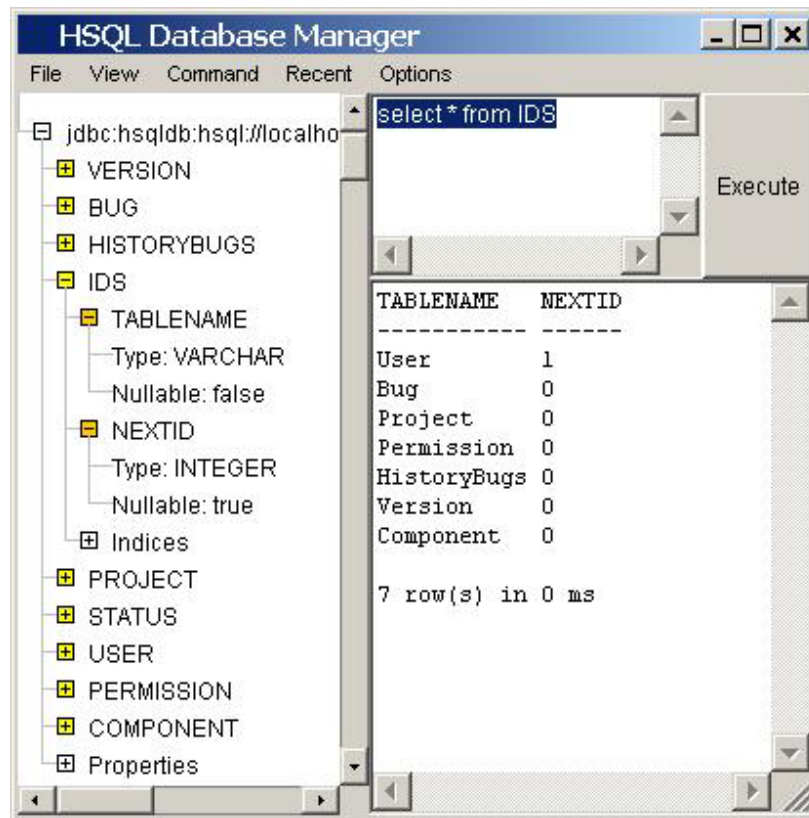 HSQL Database Manager
File View Command Recent Options
jdbc:hsqldb:hsql://localho
VERSION
BUG
HISTORYBUGS
IDS
TABLENAME
Type: VARCHAR
Nullable: false
NEXTID
Type: INTEGER
Nullable: true
Indices
PROJECT
STATUS
USER
PERMISSION
COMPONENT
Properties
select * from IDS
Execute
TABLENAME NEXTID
----------- ------
User 1
Bug 0
Project 0
Permission 0
HistoryBugs 0
Version 0
Component 0
7 row(s) in 0 ms